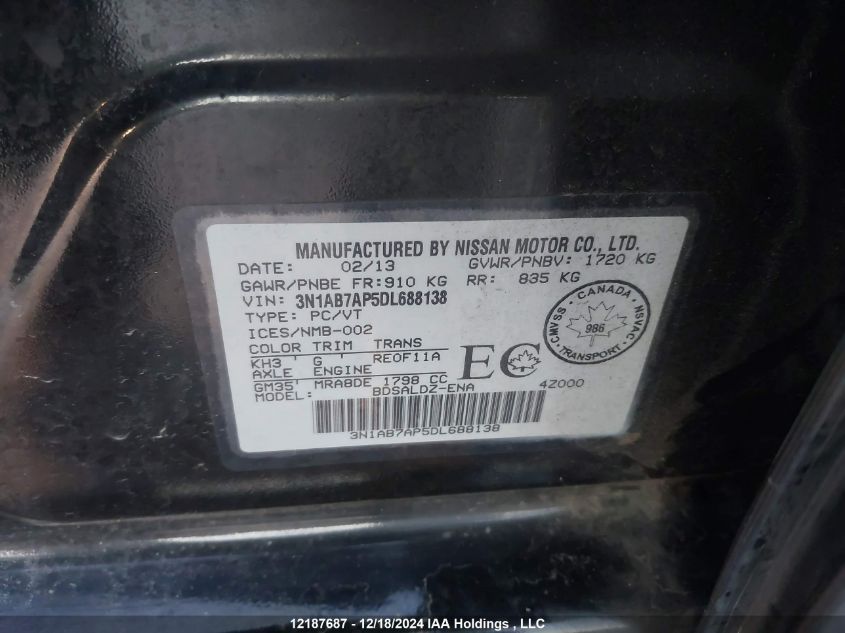 MANUFACTURED BY NISSAN MOTOR CO., LTD.
DATE: 02/13 GVWR/PNBV: 1720 KG
GAWR/PNBE FR:910 KG RR: 835 KG
VIN: 3N1AB7AP5DL688138
TYPE: PC/VT
ICES/NMB-002
COLOR TRIM TRANS
KH3 ' G ' RE0F11A
AXLE ENGINE
GM35' MRA8DE 1798 CC
MODEL: BDSALDZ-ENA
EC
42000
CMVSS - CANADA - NSVAC
986
TRANSPORT
3N1AB7AP5DL688138
12187687 - 12/18/2024 IAA Holdings , LLC